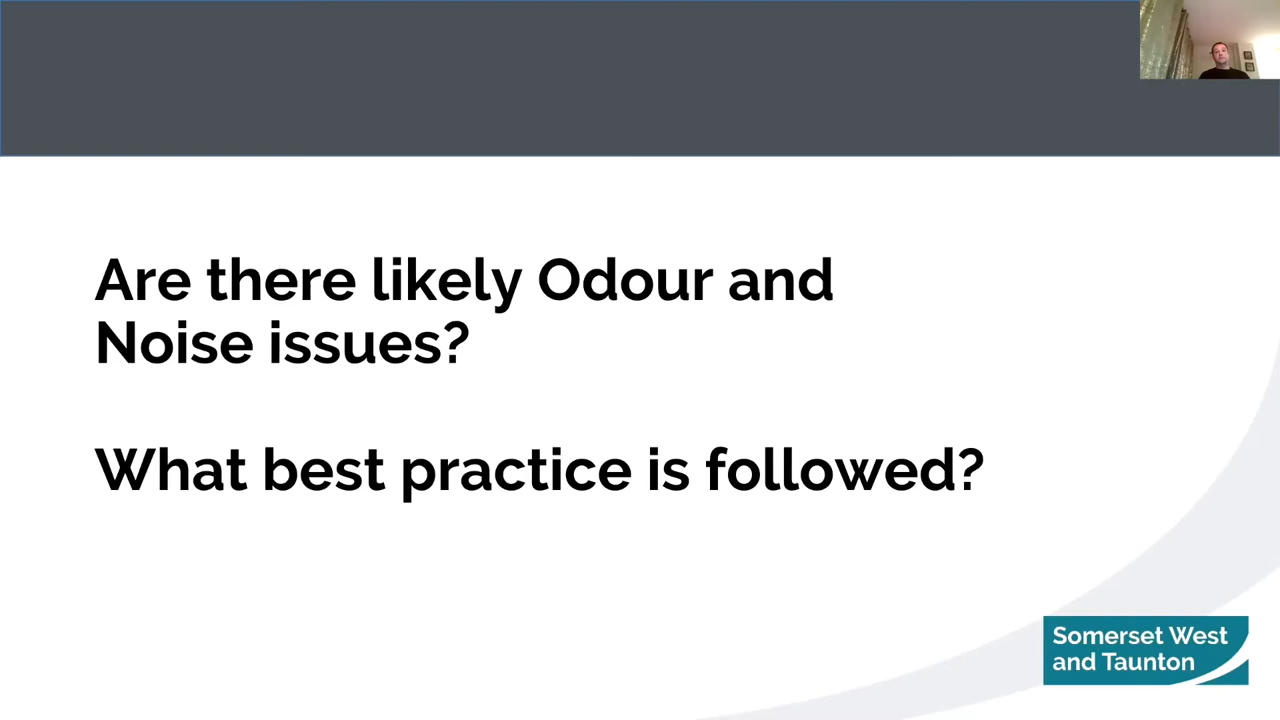 Are there likely Odour and
Noise issues?
What best practice is followed?
Somerset West
and Taunton